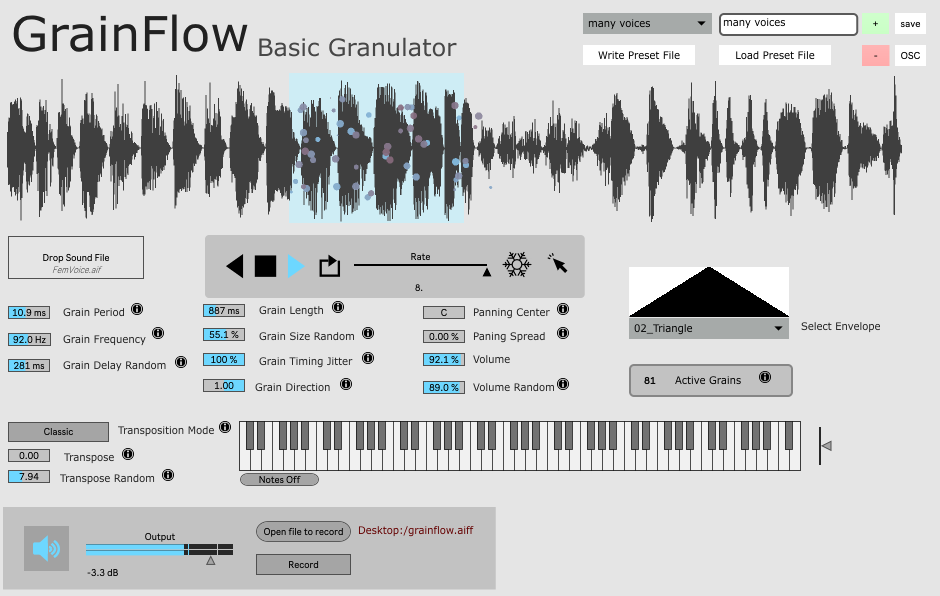 GrainFlow Basic Granulator
many voices many voices + save
Write Preset File Load Preset File - OSC
Drop Sound File
FemVoice.aif
Rate
8.
02_Triangle Select Envelope
81 Active Grains
10.9 ms Grain Period
92.0 Hz Grain Frequency
281 ms Grain Delay Random
887 ms Grain Length
55.1 % Grain Size Random
100 % Grain Timing Jitter
1.00 Grain Direction
C Panning Center
0.00 % Paning Spread
92.1 % Volume
89.0 % Volume Random
Classic Transposition Mode
0.00 Transpose
7.94 Transpose Random
Notes Off
Output
-3.3 dB
Open file to record Desktop:/grainflow.aiff
Record